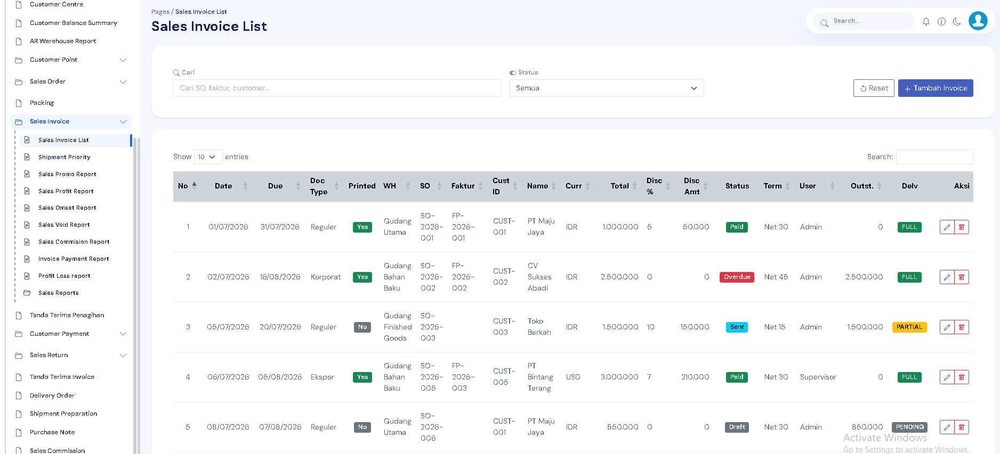 Customer Centre
Customer Balance Summary
AR Warehouse Report
Customer Point
Sales Order
Packing
Sales Invoice
Sales Invoice List
Shipment Priority
Sales Promo Report
Sales Profit Report
Sales Omset Report
Sales Void Report
Sales Commision Report
Invoice Payment Report
Profit Loss report
Sales Reports
Tanda Terima Penagihan
Customer Payment
Sales Return
Tanda Terima Invoice
Delivery Order
Shipment Preparation
Purchase Note
Sales Commission
Pages / Sales Invoice List
Sales Invoice List
Search...
Cari
Cari SO, faktur, customer...
Status
Semua
Reset
+ Tambah Invoice
Show 10 entries
Search:
No Date Due Doc Type Printed WH SO Faktur Cust ID Name Curr Total Disc % Disc Amt Status Term User Outst. Delv Aksi
1 01/07/2026 31/07/2026 Reguler Yes Gudang Utama SO-2026-001 FP-2026-001 CUST-001 PT Maju Jaya IDR 1.000.000 5 50.000 Paid Net 30 Admin 0 FULL
2 02/07/2026 16/08/2026 Korporat Yes Gudang Bahan Baku SO-2026-002 FP-2026-002 CUST-002 CV Sukses Abadi IDR 2.500.000 0 0 Overdue Net 45 Admin 2.500.000 FULL
3 05/07/2026 20/07/2026 Reguler No Gudang Finished Goods SO-2026-003 CUST-003 Toko Berkah IDR 1.500.000 10 150.000 Sent Net 15 Admin 1.500.000 PARTIAL
4 06/07/2026 05/08/2026 Ekspor Yes Gudang Bahan Baku SO-2026-005 FP-2026-003 CUST-005 PT Bintang Terang USD 3.000.000 7 210.000 Paid Net 30 Supervisor 0 FULL
5 08/07/2026 07/08/2026 Reguler No Gudang Utama SO-2026-006 CUST-001 PT Maju Jaya IDR 850.000 0 0 Draft Net 30 Admin 850.000 PENDING
Activate Windows
Go to Settings to activate Windows.